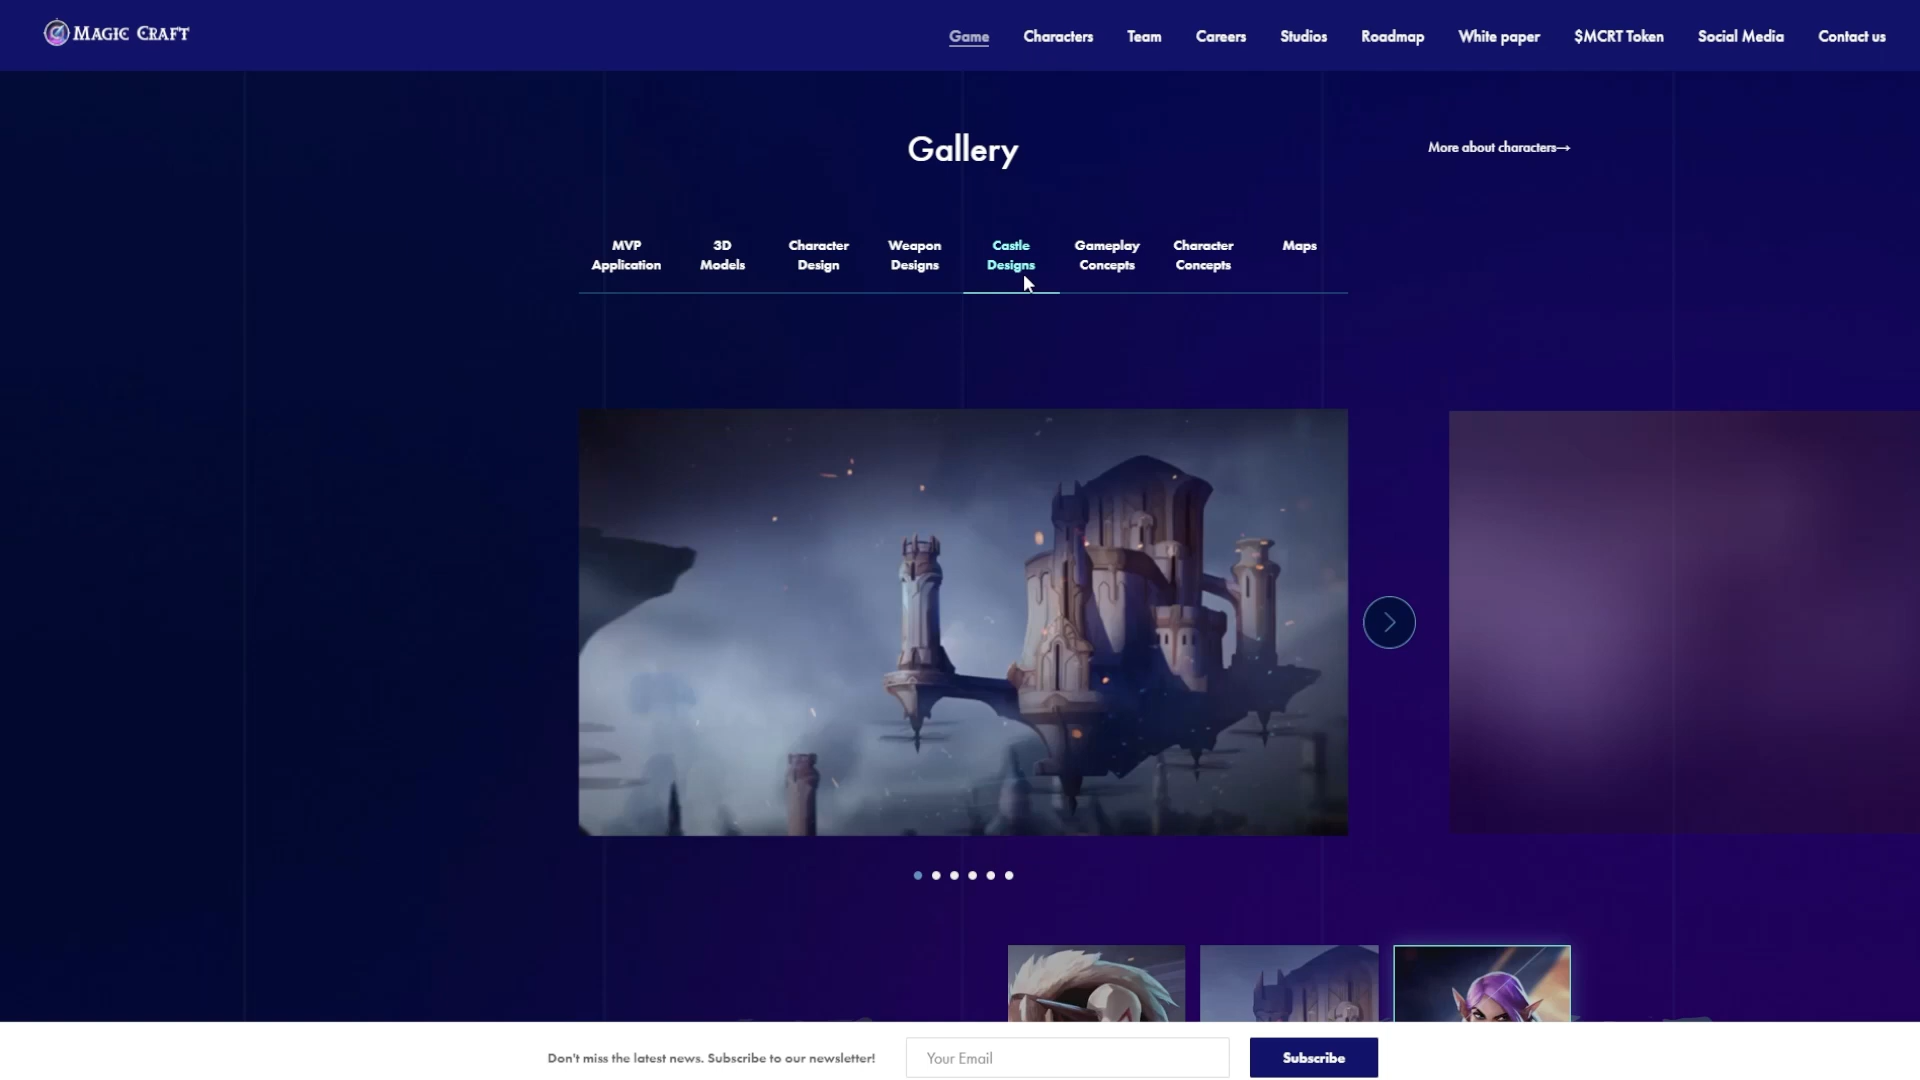 MAGIC CRAFT
Game Characters Team Careers Studios Roadmap White paper $MCRT Token Social Media Contact us
Gallery
More about characters→
MVP Application
3D Models
Character Design
Weapon Designs
Castle Designs
Gameplay Concepts
Character Concepts
Maps
Don't miss the latest news. Subscribe to our newsletter!
Your Email
Subscribe